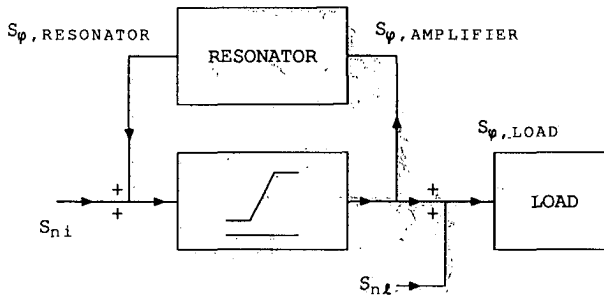 Sφ,RESONATOR
RESONATOR
Sφ,AMPLIFIER
Sφ,LOAD
+
+
+
+
LOAD
Sni
Snℓ